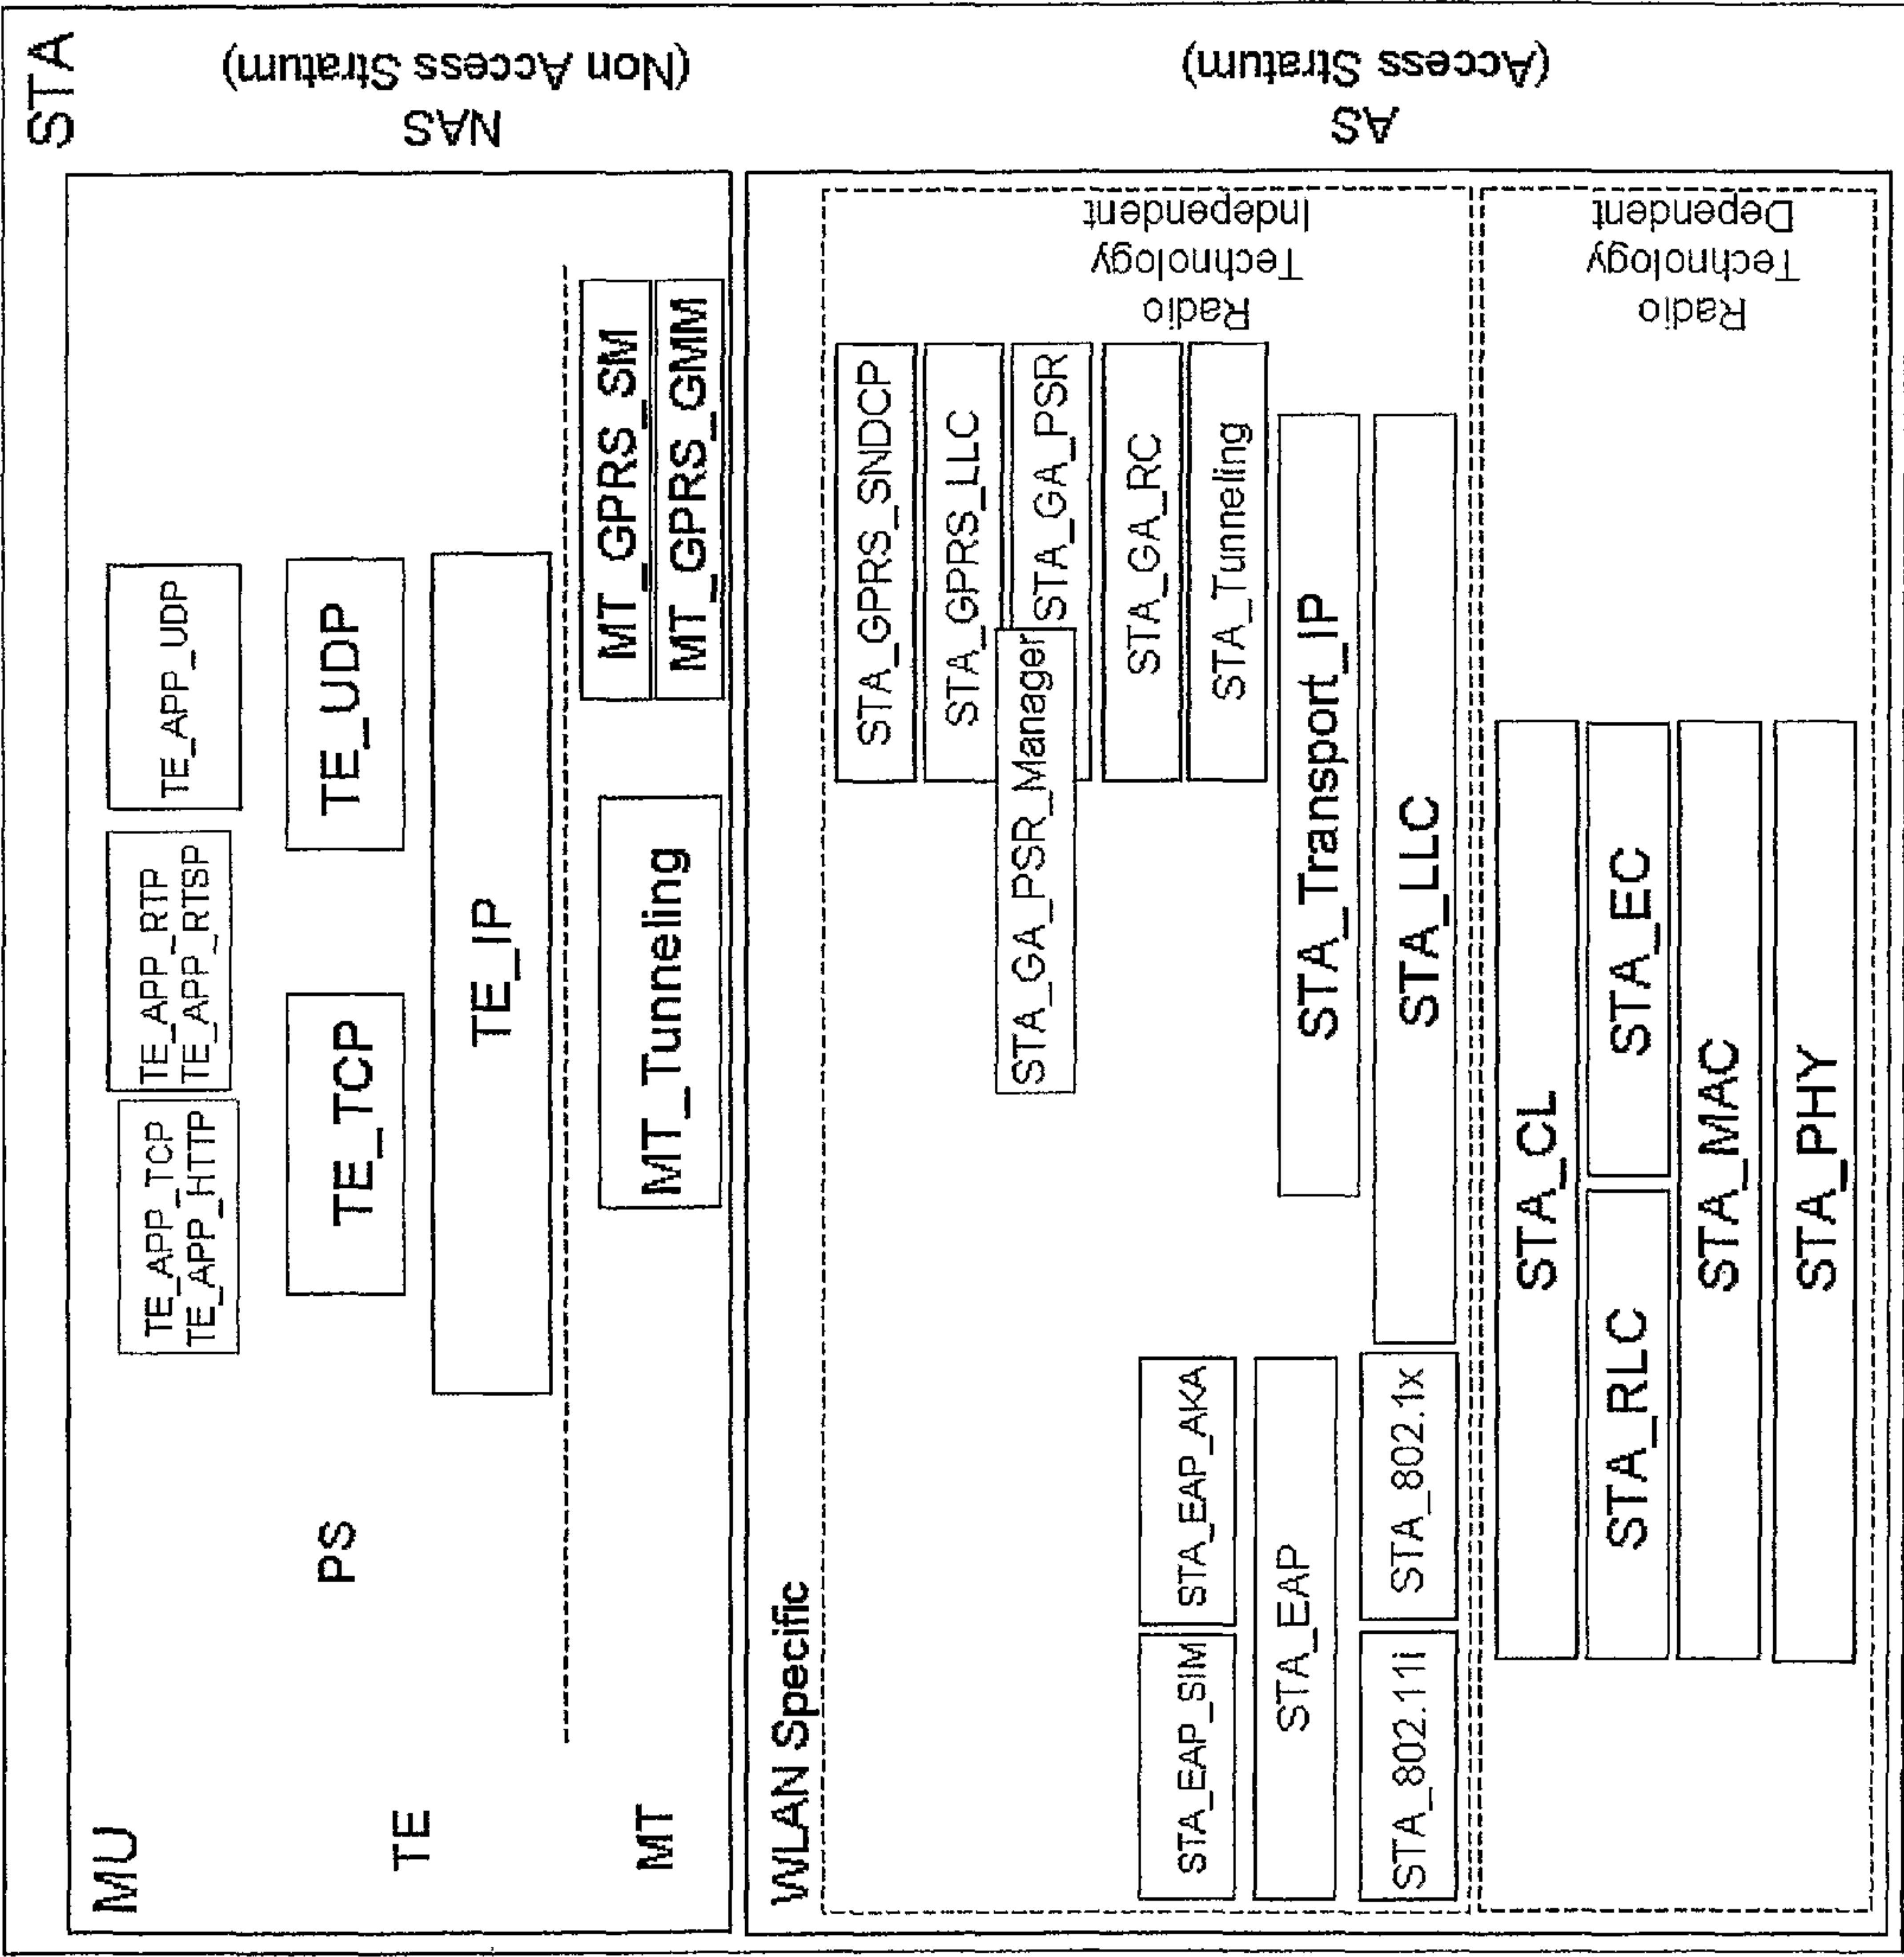 STA
MU
TE_APP_TCP
TE_APP_HTTP
TE_APP_RTP
TE_APP_RTSP
TE_APP_UDP
PS
TE
TE_TCP
TE_UDP
TE_IP
MT
MT_Tunneling
MT_GPRS_SM
MT_GPRS_GMM
NAS
(Non Access Stratum)
WLAN Specific
STA_GPRS_SNDCP
STA_GPRS_LLC
STA_GA_PSR_Manager
STA_GA_PSR
STA_GA_RC
STA_Tunneling
STA_EAP_SIM
STA_EAP_AKA
STA_EAP
STA_Transport_IP
STA_802.11i
STA_802.1x
STA_LLC
Radio
Technology
Independent
STA_CL
STA_RLC
STA_EC
STA_MAC
STA_PHY
Radio
Technology
Dependent
AS
(Access Stratum)